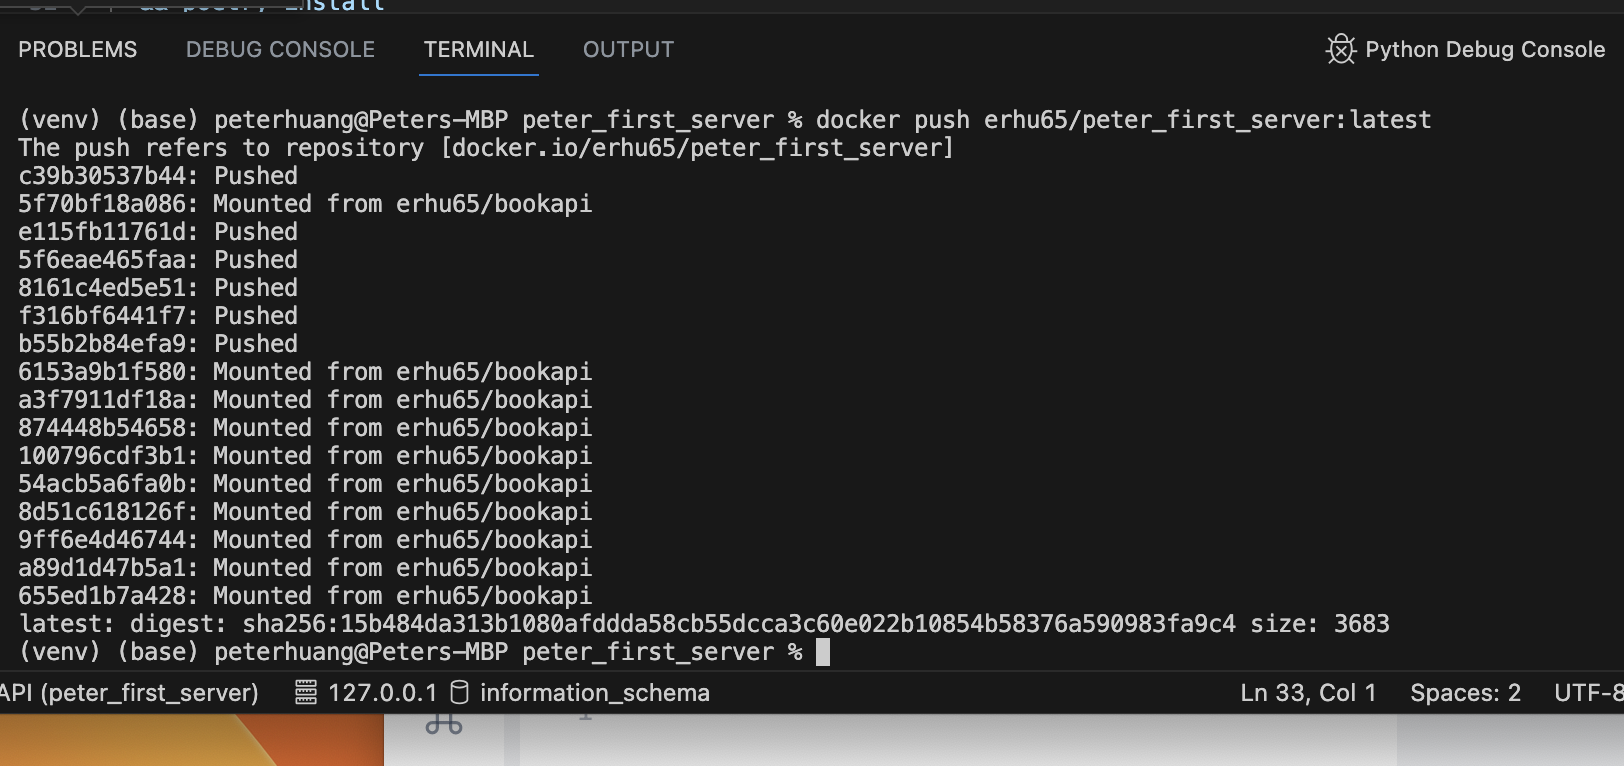 install
PROBLEMS DEBUG CONSOLE TERMINAL OUTPUT Python Debug Console
(venv) (base) peterhuang@Peters-MBP peter_first_server % docker push erhu65/peter_first_server:latest
The push refers to repository [docker.io/erhu65/peter_first_server]
c39b30537b44: Pushed
5f70bf18a086: Mounted from erhu65/bookapi
e115fb11761d: Pushed
5f6eae465faa: Pushed
8161c4ed5e51: Pushed
f316bf6441f7: Pushed
b55b2b84efa9: Pushed
6153a9b1f580: Mounted from erhu65/bookapi
a3f7911df18a: Mounted from erhu65/bookapi
874448b54658: Mounted from erhu65/bookapi
100796cdf3b1: Mounted from erhu65/bookapi
54acb5a6fa0b: Mounted from erhu65/bookapi
8d51c618126f: Mounted from erhu65/bookapi
9ff6e4d46744: Mounted from erhu65/bookapi
a89d1d47b5a1: Mounted from erhu65/bookapi
655ed1b7a428: Mounted from erhu65/bookapi
latest: digest: sha256:15b484da313b1080afddda58cb55dcca3c60e022b10854b58376a590983fa9c4 size: 3683
(venv) (base) peterhuang@Peters-MBP peter_first_server %
API (peter_first_server) 127.0.0.1 information_schema Ln 33, Col 1 Spaces: 2 UTF-8